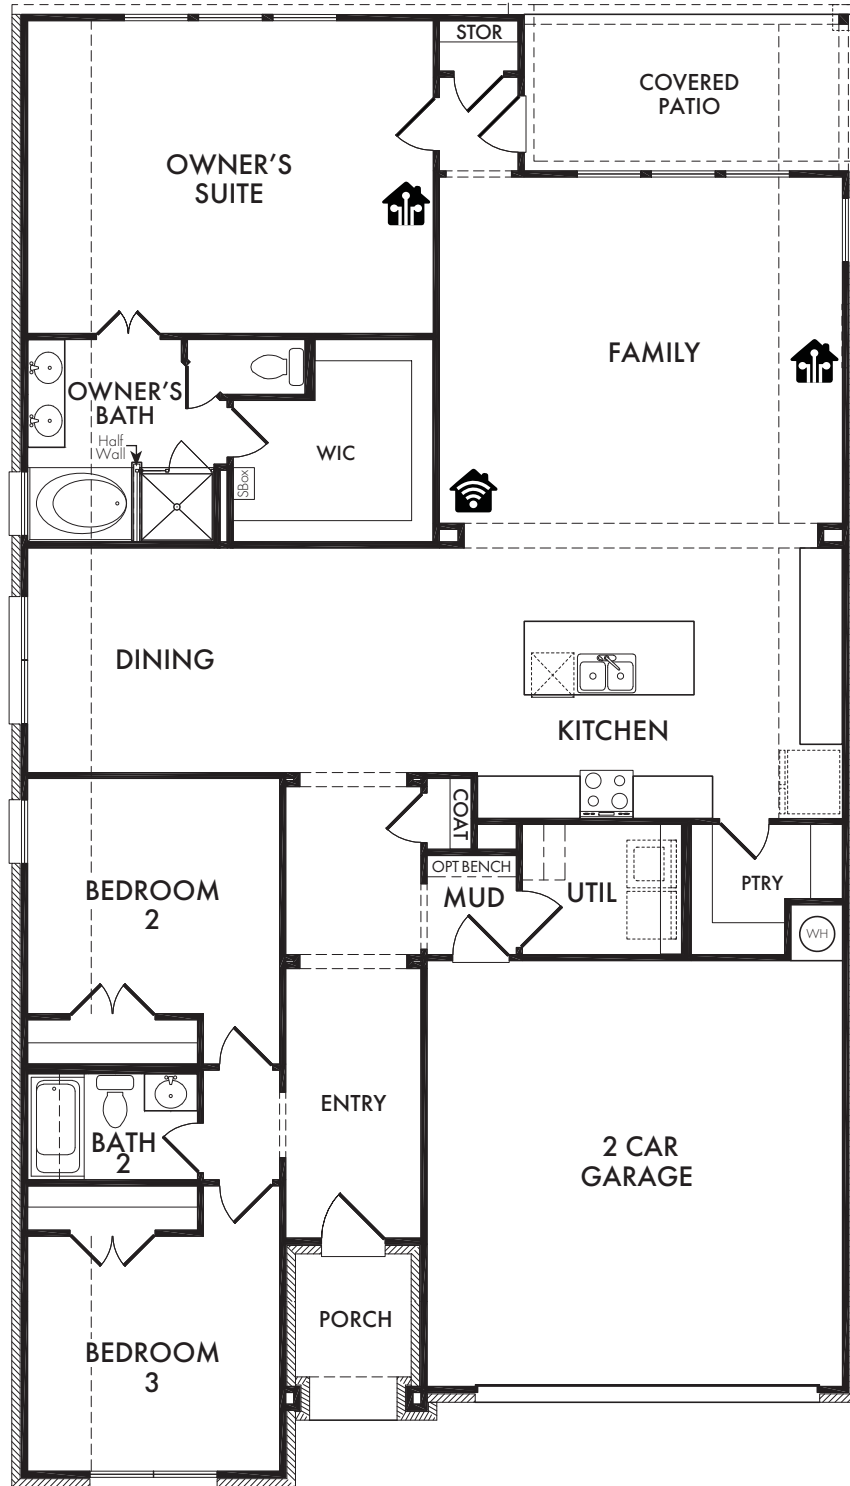 STOR
COVERED
PATIO
OWNER'S
SUITE
FAMILY
OWNER'S
BATH
Half
Wall
WIC
SBox
DINING
KITCHEN
COAT
BEDROOM
2
OPT BENCH
MUD
UTIL
PTRY
WH
ENTRY
BATH
2
2 CAR
GARAGE
PORCH
BEDROOM
3